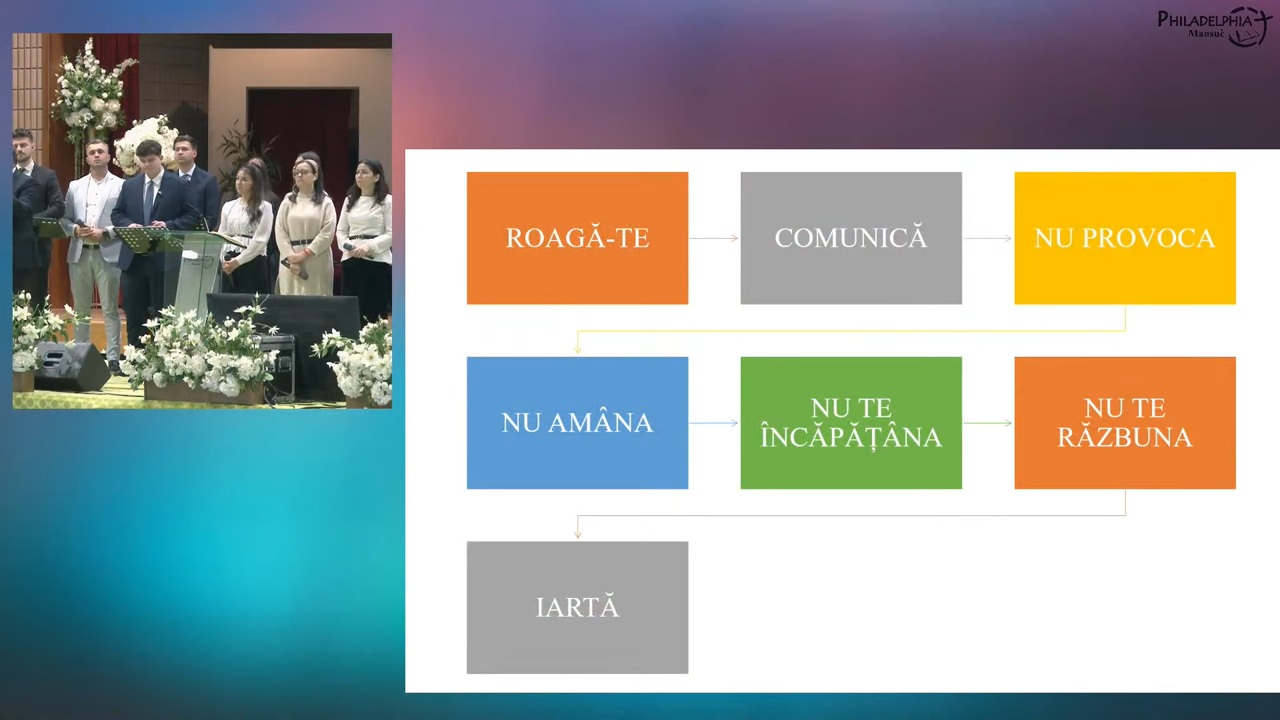 PHILADELPHIA
Mansuè
ROAGĂ-TE
COMUNICĂ
NU PROVOCA
NU AMÂNA
NU TE
ÎNCĂPĂȚÂNA
NU TE
RĂZBUNA
IARTĂ